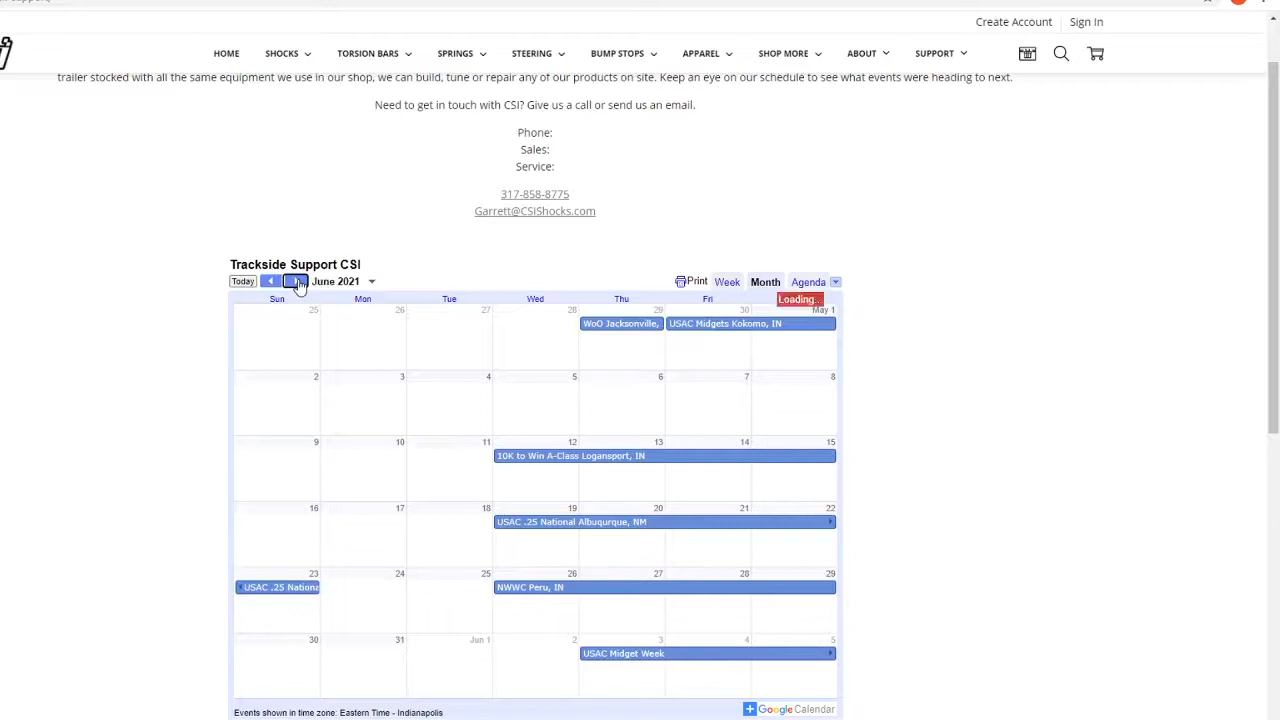 Create Account Sign In
HOME SHOCKS TORSION BARS SPRINGS STEERING BUMP STOPS APPAREL SHOP MORE ABOUT SUPPORT
trailer stocked with all the same equipment we use in our shop, we can build, tune or repair any of our products on site. Keep an eye on our schedule to see what events were heading to next.
Need to get in touch with CSI? Give us a call or send us an email.
Phone:
Sales:
Service:
317-858-8775
Garrett@CSIShocks.com
Trackside Support CSI
Today June 2021 Print Week Month Agenda
Loading...
Sun Mon Tue Wed Thu Fri
25 26 27 28 29 30 May 1
WoO Jacksonville, USAC Midgets Kokomo, IN
2 3 4 5 6 7 8
9 10 11 12 13 14 15
10K to Win A-Class Logansport, IN
16 17 18 19 20 21 22
USAC .25 National Albuqurque, NM
23 24 25 26 27 28 29
USAC .25 Nationa NWWC Peru, IN
30 31 Jun 1 2 3 4 5
USAC Midget Week
Events shown in time zone: Eastern Time - Indianapolis
Google Calendar